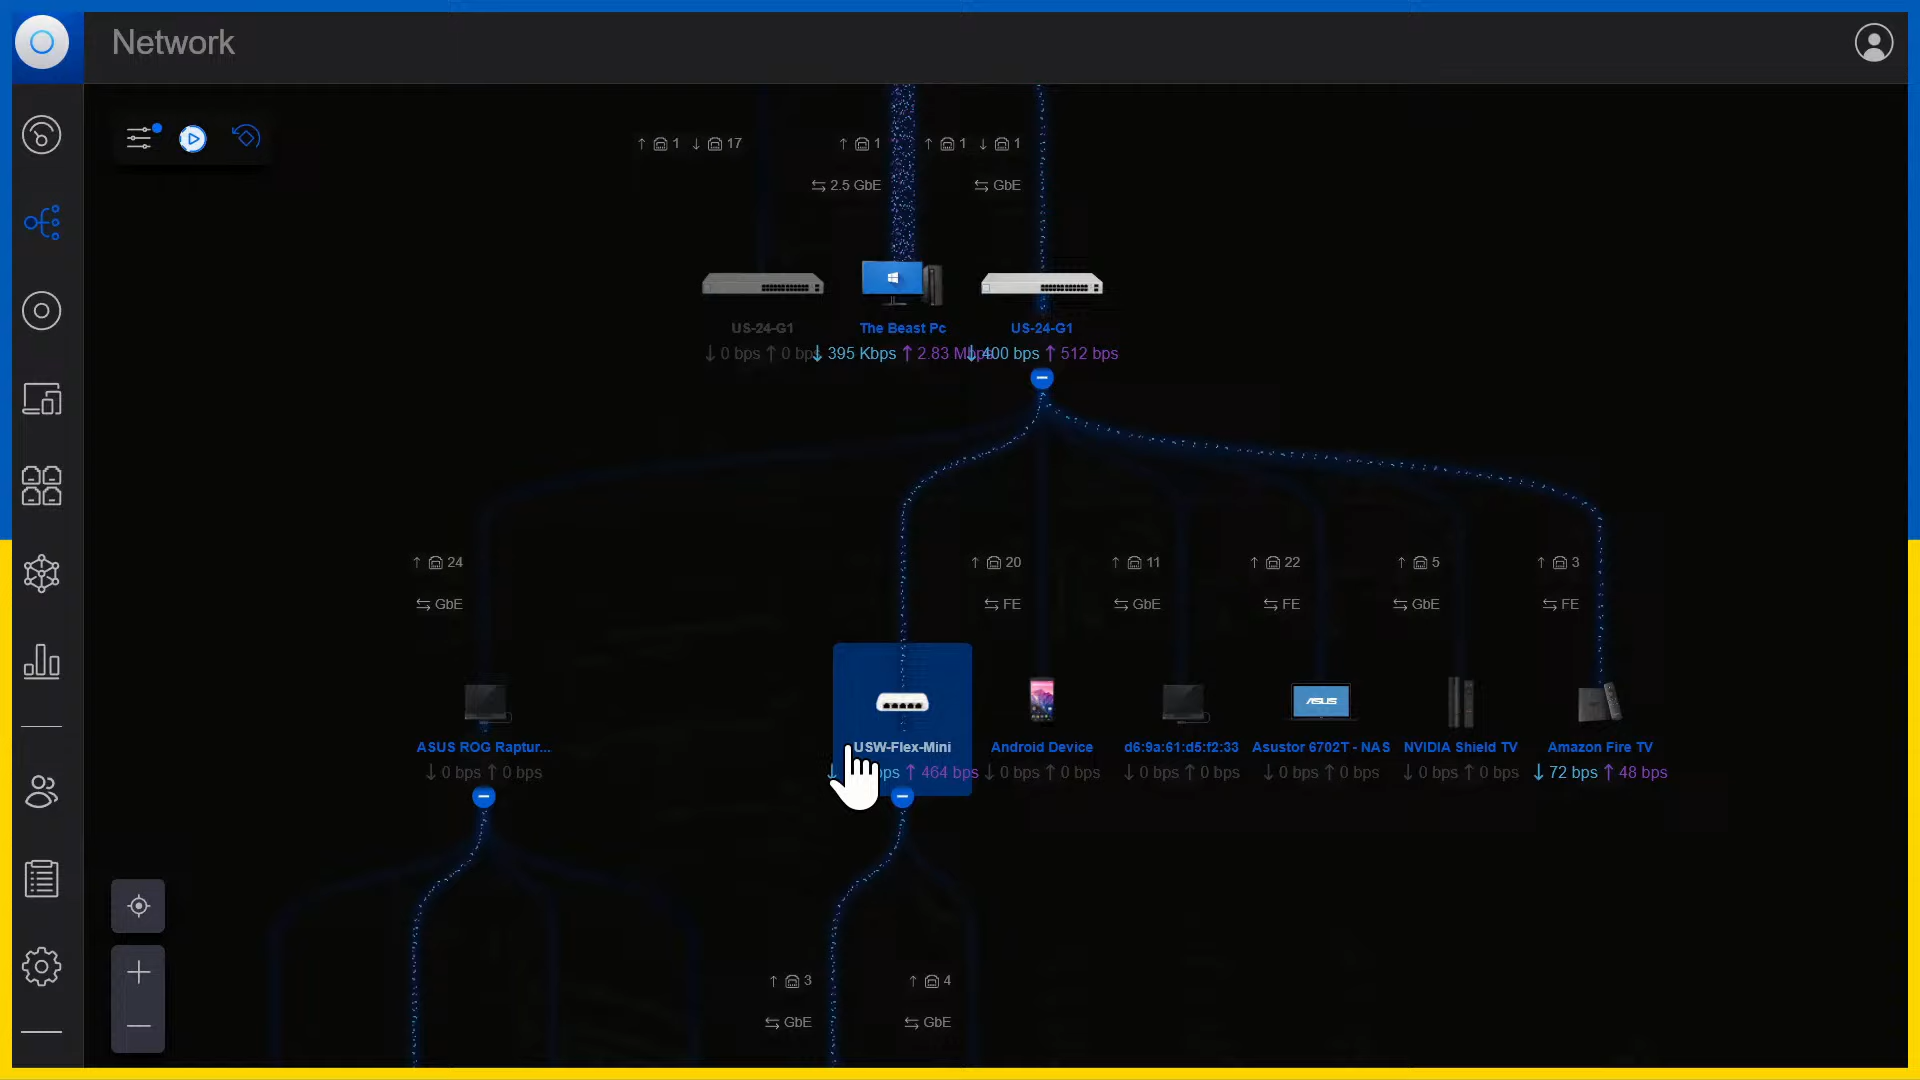 Network
↑ 1 ↓ 17
↑ 1
↑ 1 ↓ 1
2.5 GbE
GbE
US-24-G1
The Beast Pc
US-24-G1
↓ 0 bps ↑ 0 bps
↓ 395 Kbps ↑ 2.83 Mbps
↓ 400 bps ↑ 512 bps
↑ 24
↑ 20
↑ 11
↑ 22
↑ 5
↑ 3
GbE
FE
GbE
FE
GbE
FE
ASUS
ASUS ROG Raptur...
USW-Flex-Mini
Android Device
d6:9a:61:d5:f2:33
Asustor 6702T - NAS
NVIDIA Shield TV
Amazon Fire TV
↓ 0 bps ↑ 0 bps
↑ 464 bps
↓ 0 bps ↑ 0 bps
↓ 0 bps ↑ 0 bps
↓ 0 bps ↑ 0 bps
↓ 0 bps ↑ 0 bps
↓ 72 bps ↑ 48 bps
↑ 3
↑ 4
GbE
GbE